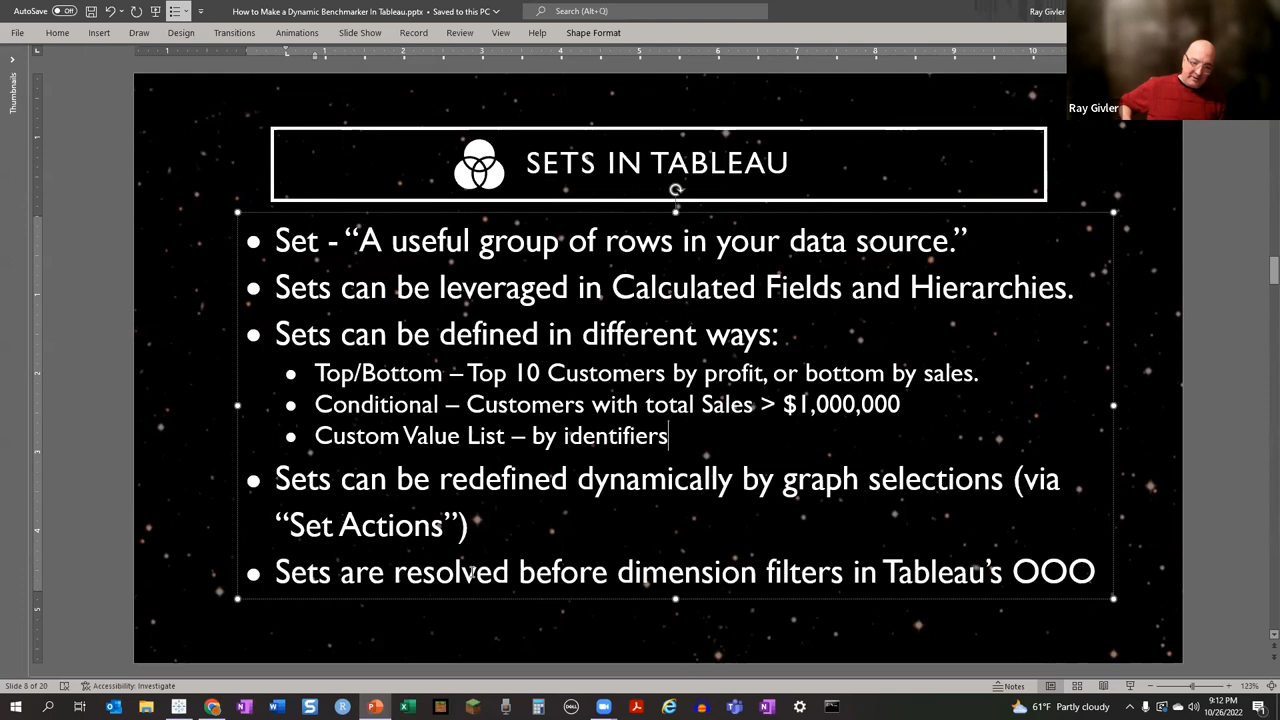 AutoSave Off How to Make a Dynamic Benchmarker In Tableau.pptx • Saved to this PC Search (Alt+Q) Ray Givler
File Home Insert Draw Design Transitions Animations Slide Show Record Review View Help Shape Format
Ray Givler
Thumbnails
SETS IN TABLEAU
• Set - “A useful group of rows in your data source.”
• Sets can be leveraged in Calculated Fields and Hierarchies.
• Sets can be defined in different ways:
• Top/Bottom – Top 10 Customers by profit, or bottom by sales.
• Conditional – Customers with total Sales > $1,000,000
• Custom Value List – by identifiers
• Sets can be redefined dynamically by graph selections (via
“Set Actions”)
• Sets are resolved before dimension filters in Tableau’s OOO
Slide 8 of 20 Accessibility: Investigate Notes 123%
61°F Partly cloudy 9:12 PM
10/26/2022